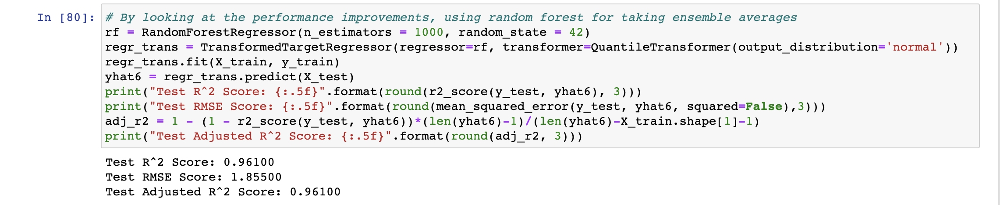 In [80]: # By looking at the performance improvements, using random forest for taking ensemble averages
rf = RandomForestRegressor(n_estimators = 1000, random_state = 42)
regr_trans = TransformedTargetRegressor(regressor=rf, transformer=QuantileTransformer(output_distribution='normal'))
regr_trans.fit(X_train, y_train)
yhat6 = regr_trans.predict(X_test)
print("Test R^2 Score: {:.5f}".format(round(r2_score(y_test, yhat6), 3)))
print("Test RMSE Score: {:.5f}".format(round(mean_squared_error(y_test, yhat6, squared=False),3)))
adj_r2 = 1 - (1 - r2_score(y_test, yhat6))*(len(yhat6)-1)/(len(yhat6)-X_train.shape[1]-1)
print("Test Adjusted R^2 Score: {:.5f}".format(round(adj_r2, 3)))
Test R^2 Score: 0.96100
Test RMSE Score: 1.85500
Test Adjusted R^2 Score: 0.96100